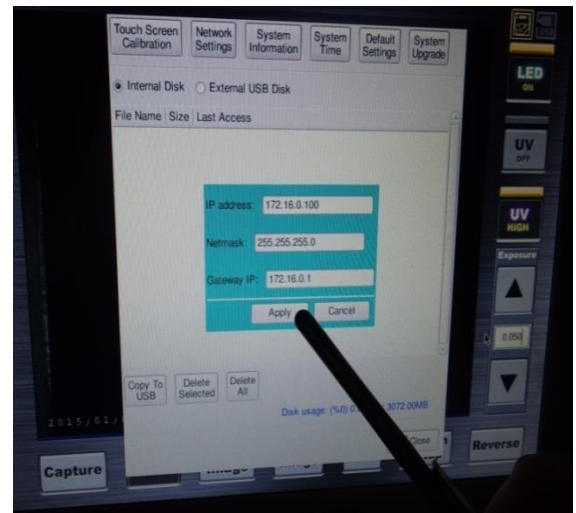 Touch Screen Calibration
Network Settings
System Information
System Time
Default Settings
System Upgrade
LED
ON
Internal Disk
External USB Disk
File Name Size Last Access
UV
OFF
IP address: 172.16.0.100
UV
HIGH
Netmask: 255.255.255.0
Exposure
Gateway IP: 172.16.0.1
Apply
Cancel
0.050
Copy To USB
Delete Selected
Delete All
Disk usage: (%0)
3072.00MB
2015/01/
Close
Reverse
Capture